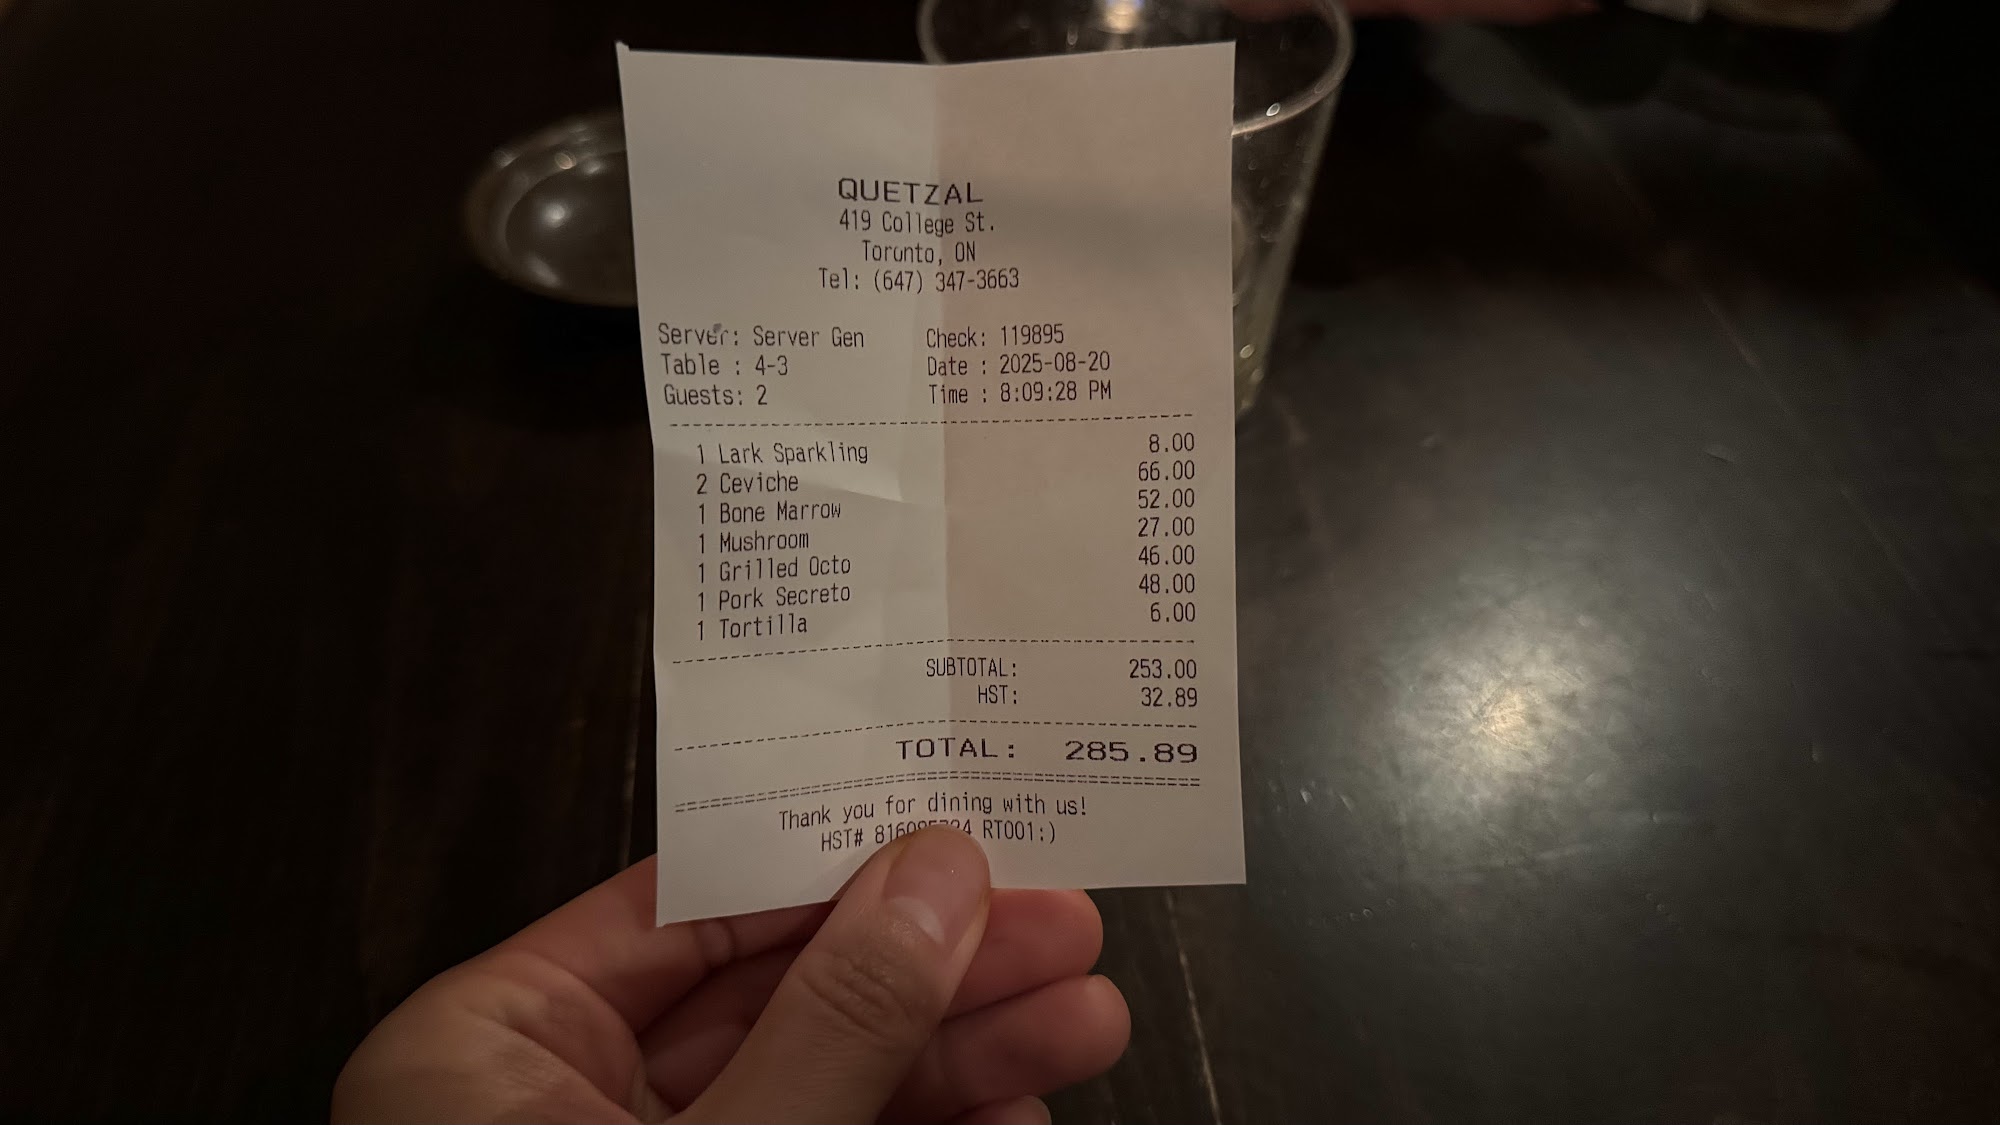 QUETZAL
419 College St.
Toronto, ON
Tel: (647) 347-3663
Server: Server Gen Check: 119895
Table : 4-3 Date : 2025-08-20
Guests: 2 Time : 8:09:28 PM
1 Lark Sparkling 8.00
2 Ceviche 66.00
1 Bone Marrow 52.00
1 Mushroom 27.00
1 Grilled Octo 46.00
1 Pork Secreto 48.00
1 Tortilla 6.00
SUBTOTAL: 253.00
HST: 32.89
TOTAL: 285.89
Thank you for dining with us!
HST# RT001:)